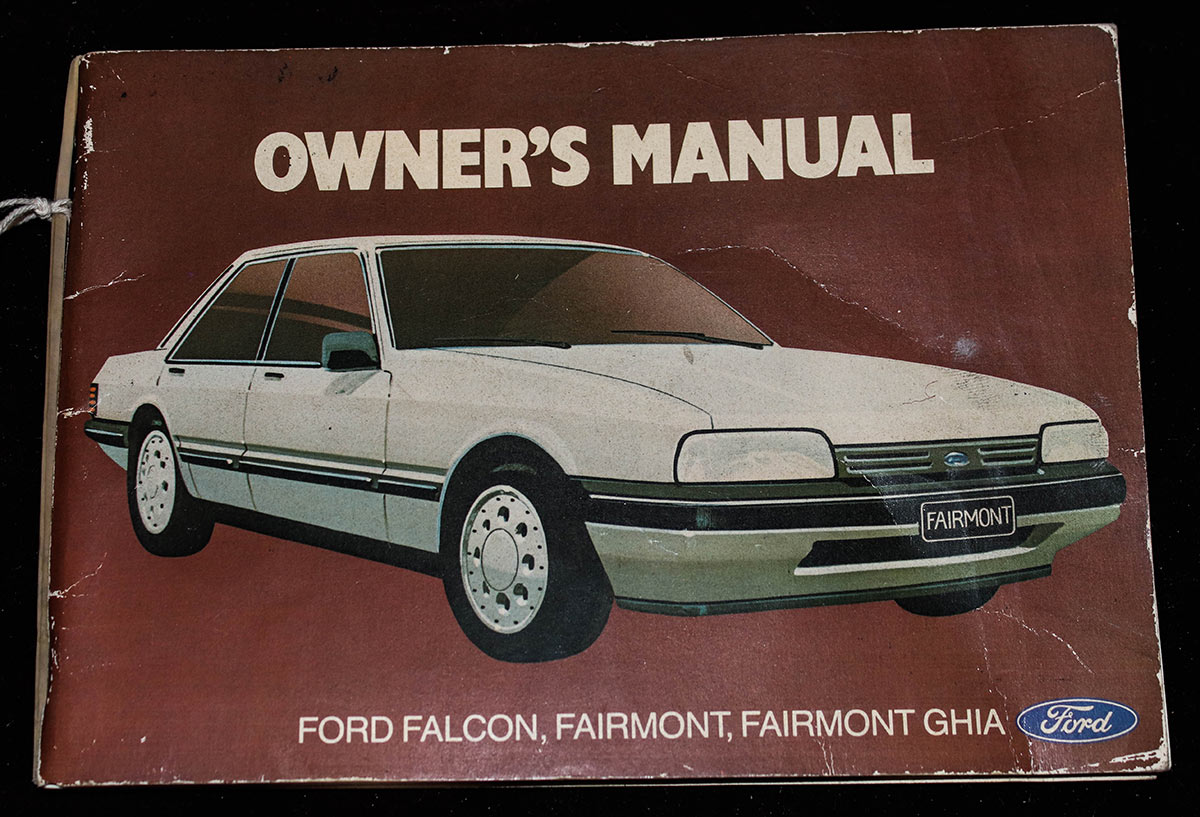 OWNER'S MANUAL
FAIRMONT
FORD FALCON, FAIRMONT, FAIRMONT GHIA
Ford